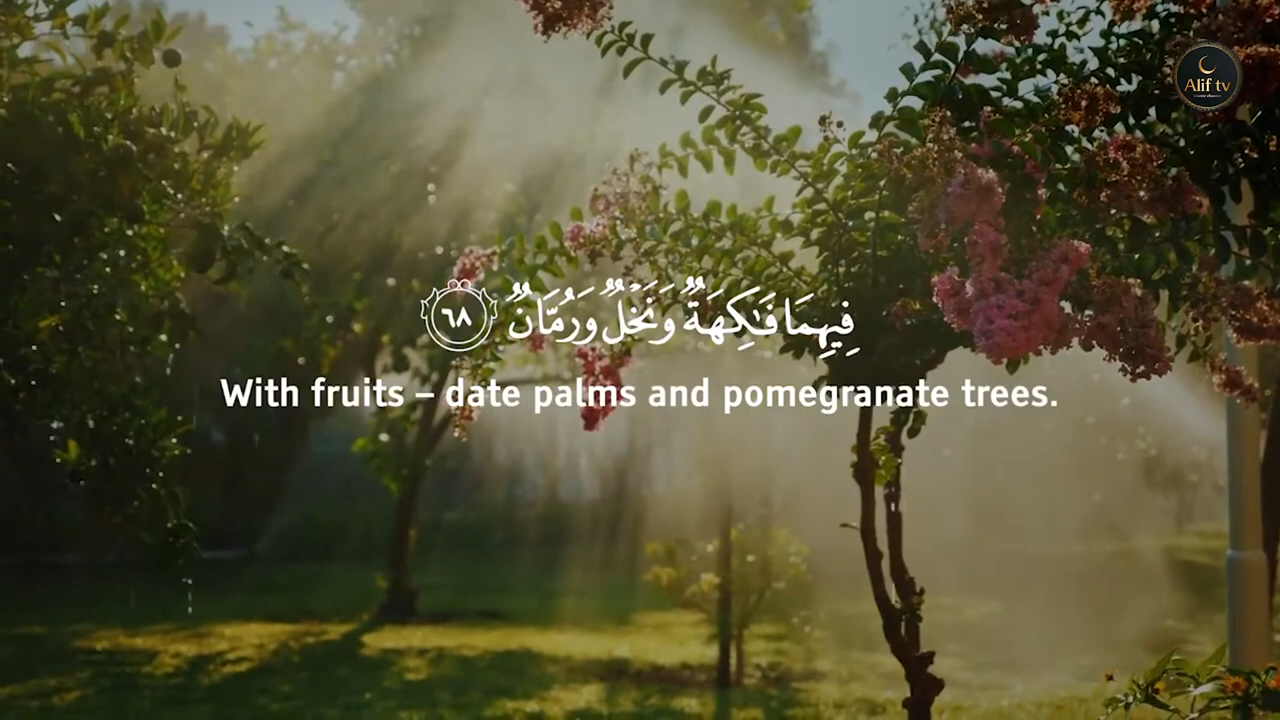 Alif tv
فِيهِمَا فَـٰكِهَةٌ وَنَخْلٌ وَرُمَّانٌ ٦٨
With fruits – date palms and pomegranate trees.